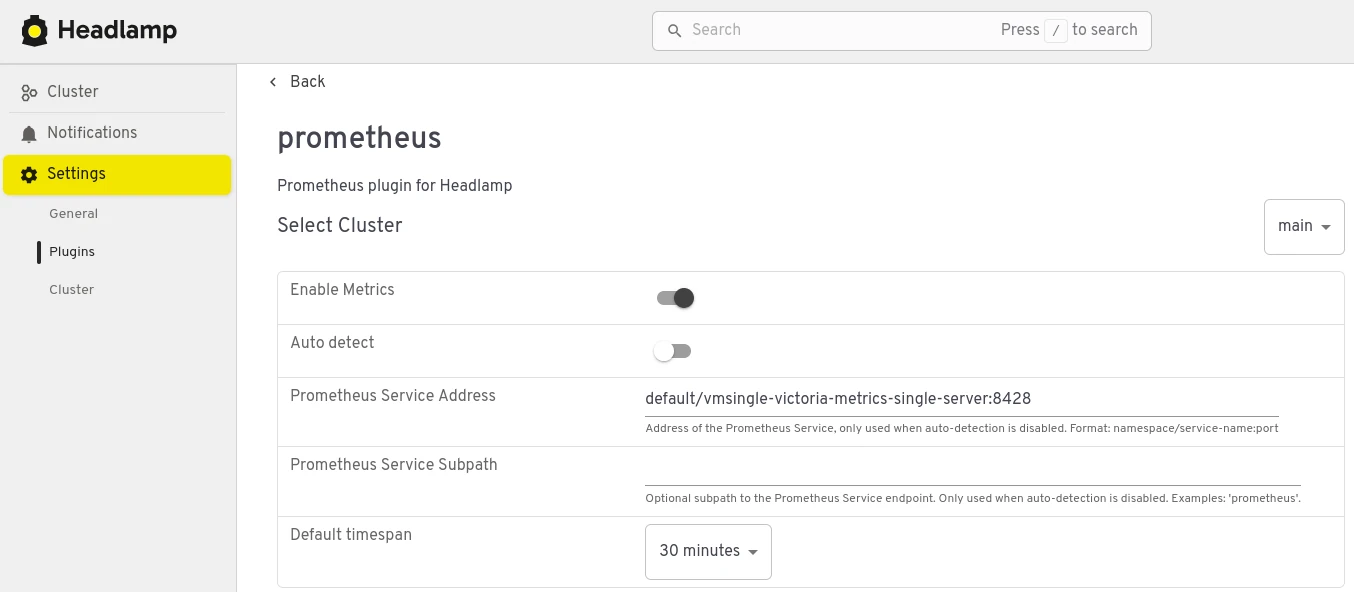 Headlamp
Search
Press / to search
Cluster
Notifications
Settings
General
Plugins
Cluster
Back
prometheus
Prometheus plugin for Headlamp
Select Cluster
main
Enable Metrics
Auto detect
Prometheus Service Address
default/vmsingle-victoria-metrics-single-server:8428
Address of the Prometheus Service, only used when auto-detection is disabled. Format: namespace/service-name:port
Prometheus Service Subpath
Optional subpath to the Prometheus Service endpoint. Only used when auto-detection is disabled. Examples: 'prometheus'.
Default timespan
30 minutes